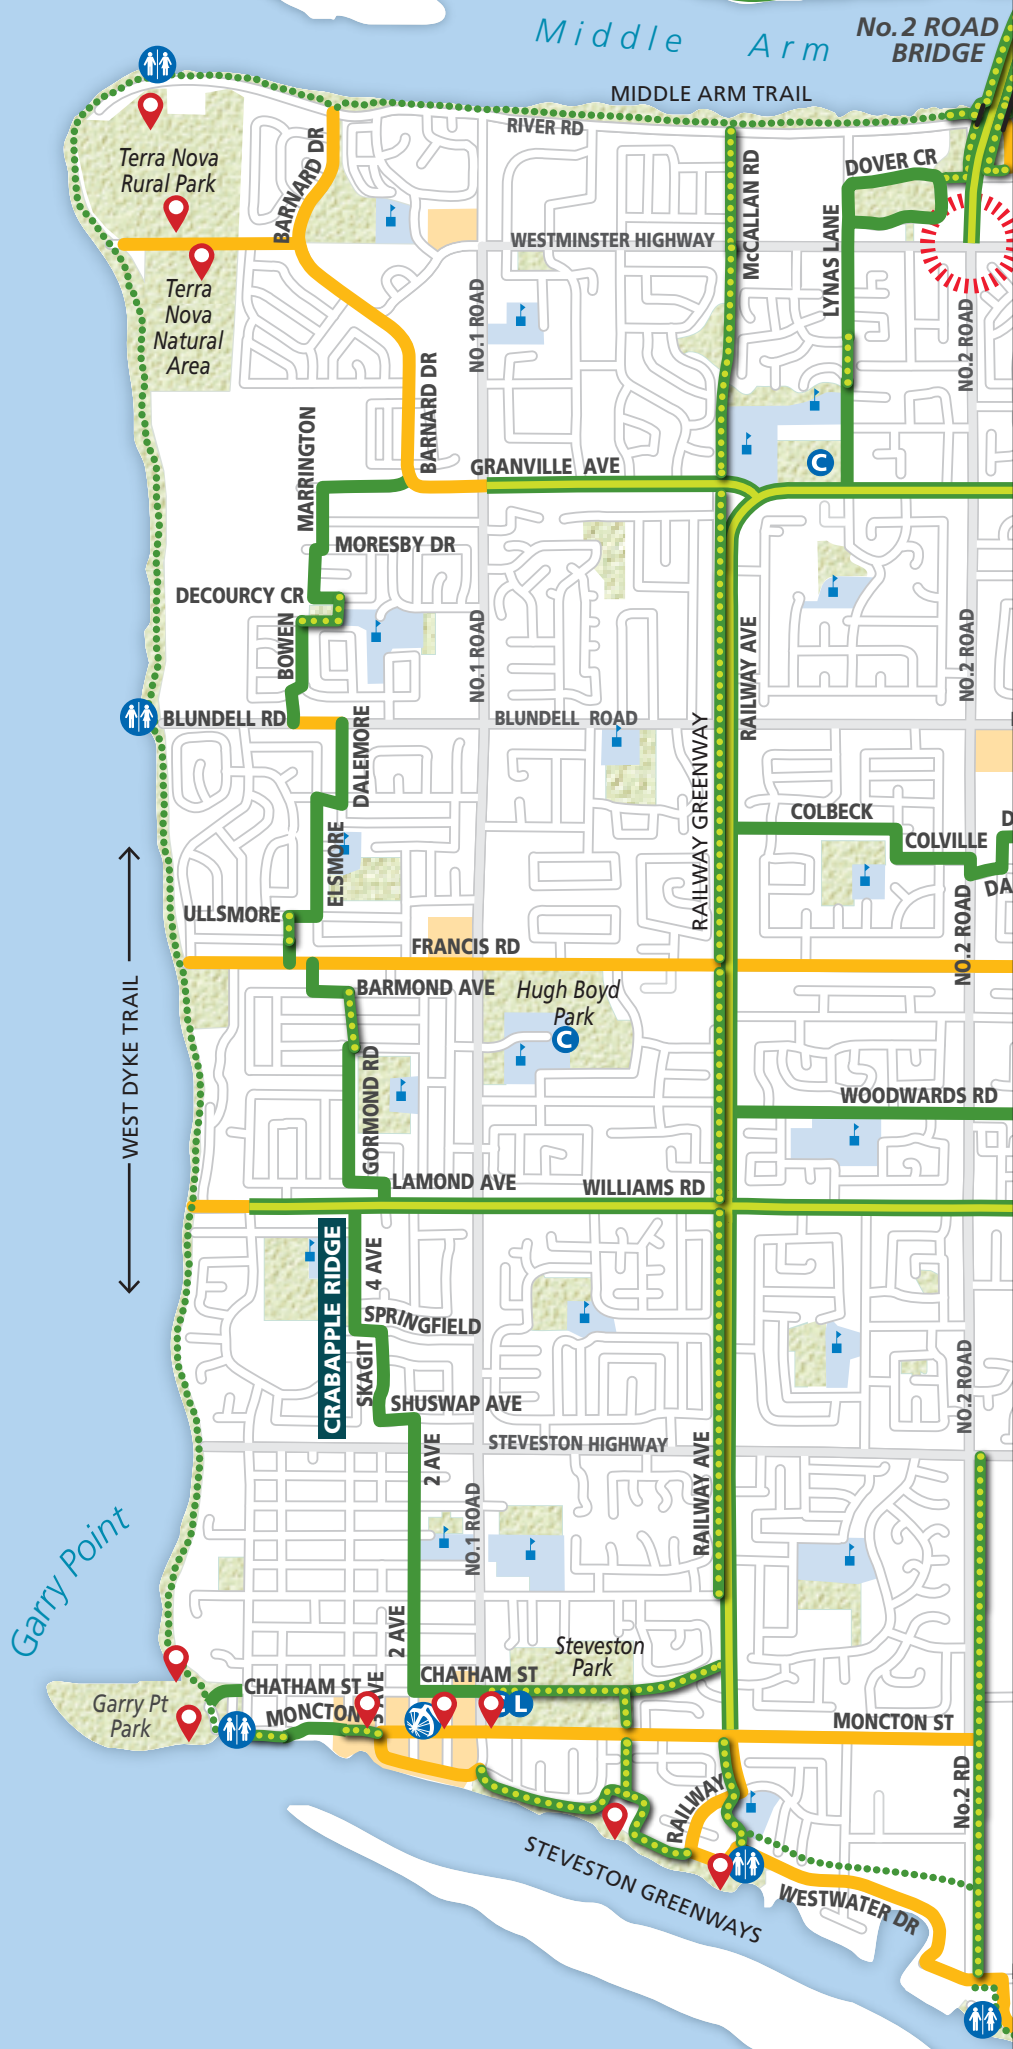 Middle Arm
No.2 ROAD
BRIDGE
MIDDLE ARM TRAIL
RIVER RD
BARNARD DR
Terra Nova
Rural Park
DOVER CR
McCALLAN RD
LYNAS LANE
WESTMINSTER HIGHWAY
Terra
Nova
Natural
Area
NO.1 ROAD
NO.2 ROAD
BARNARD DR
MARRINGTON
GRANVILLE AVE
C
MORESBY DR
DECOURCY CR
BOWEN
NO.1 ROAD
NO.2 ROAD
RAILWAY AVE
BLUNDELL RD
DALEMORE
BLUNDELL ROAD
RAILWAY GREENWAY
COLBECK
COLVILLE
D
DA
ELSMORE
ULLSMORE
NO.2 ROAD
FRANCIS RD
BARMOND AVE
Hugh Boyd
Park
C
WEST DYKE TRAIL
GORMOND RD
WOODWARDS RD
LAMOND AVE
WILLIAMS RD
CRABAPPLE RIDGE
4 AVE
SPRINGFIELD
SKAGIT
SHUSWAP AVE
NO.2 ROAD
2 AVE
STEVESTON HIGHWAY
RAILWAY AVE
NO.1 ROAD
Garry Point
2 AVE
Steveston
Park
CHATHAM ST
CHATHAM ST
L
Garry Pt
Park
MONCTON
AVE
MONCTON ST
No.2 RD
RAILWAY
STEVESTON GREENWAYS
WESTWATER DR